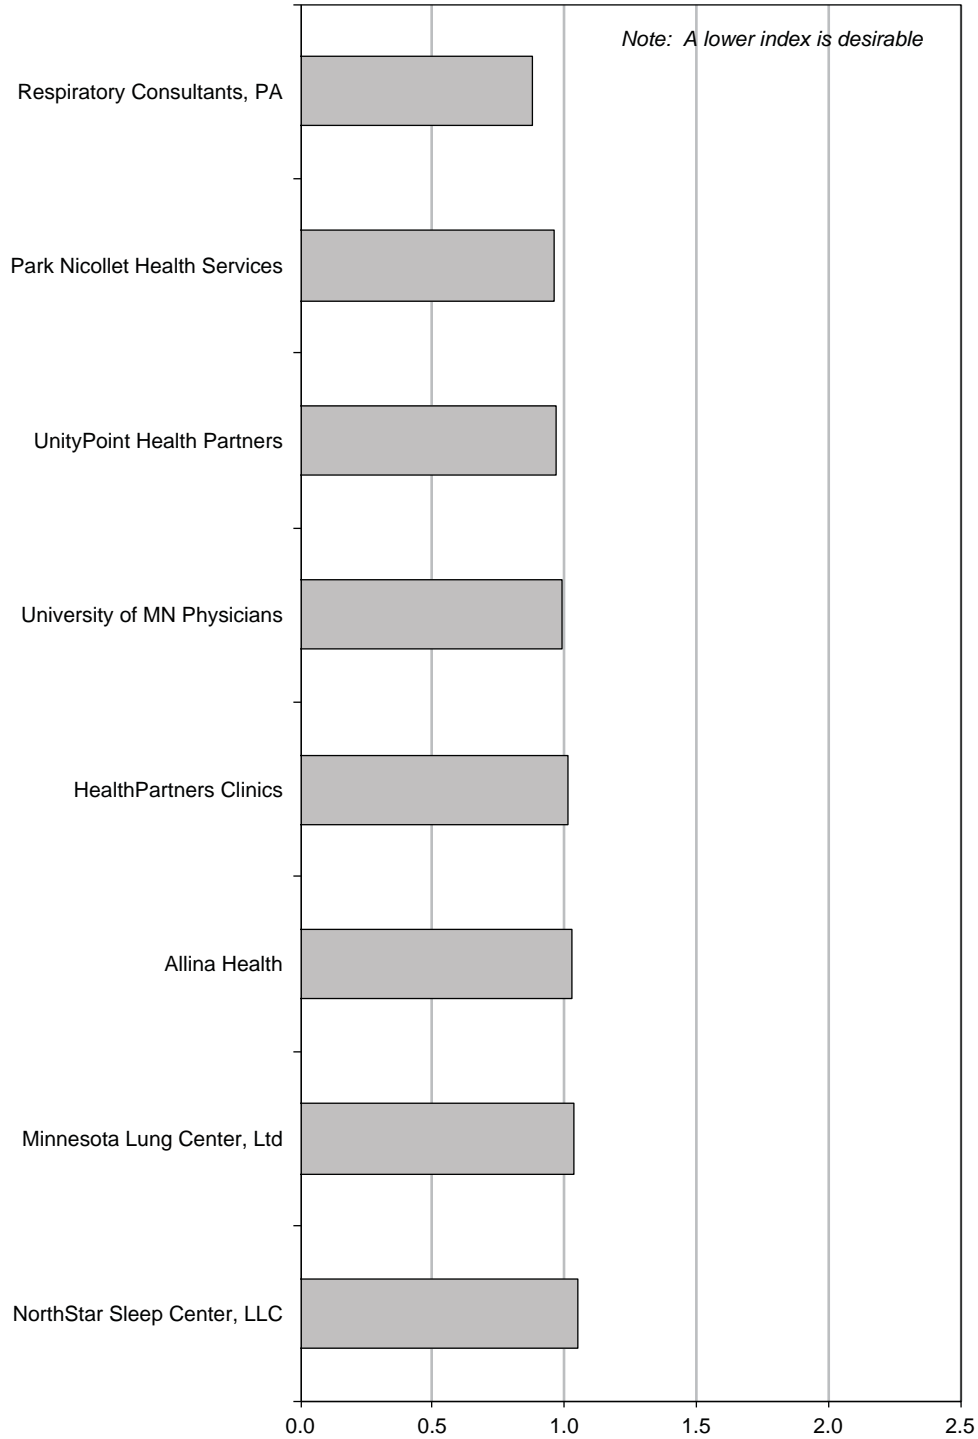 Note: A lower index is desirable
Respiratory Consultants, PA
Park Nicollet Health Services
UnityPoint Health Partners
University of MN Physicians
HealthPartners Clinics
Allina Health
Minnesota Lung Center, Ltd
NorthStar Sleep Center, LLC
0.0 0.5 1.0 1.5 2.0 2.5